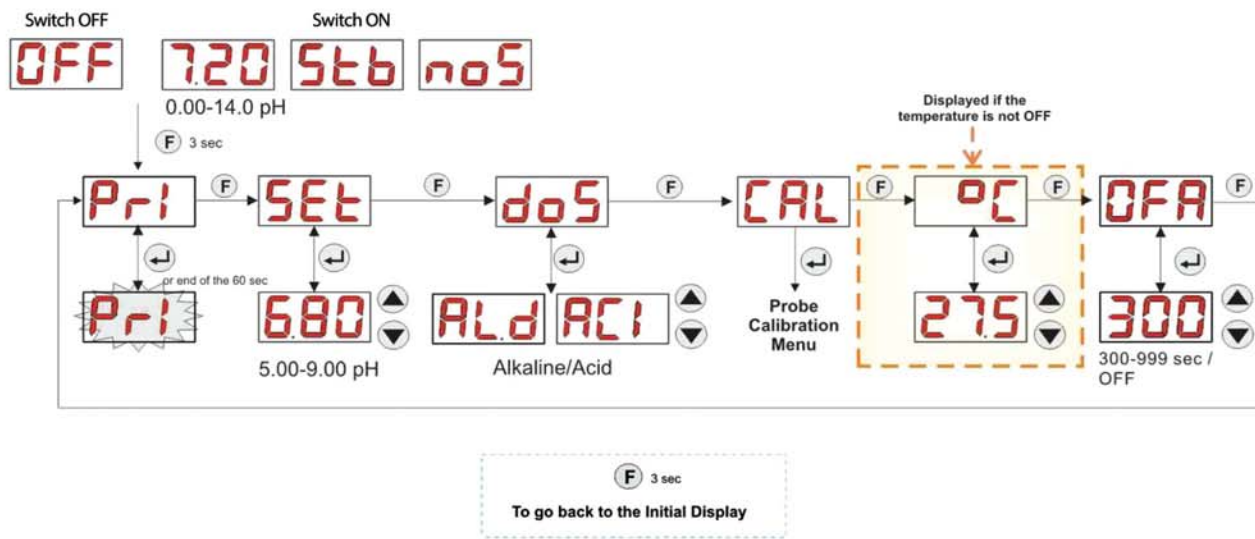 Switch OFF
Switch ON
OFF
7.20
Stb
noS
0.00-14.0 pH
Displayed if the
temperature is not OFF
F 3 sec
PrI
F
SEt
F
doS
F
CAL
F
°C
F
OFA
or end of the 60 sec
PrI
6.80
AL.d
ACI
Probe
Calibration
Menu
27.5
300
5.00-9.00 pH
Alkaline/Acid
300-999 sec /
OFF
F 3 sec
To go back to the Initial Display